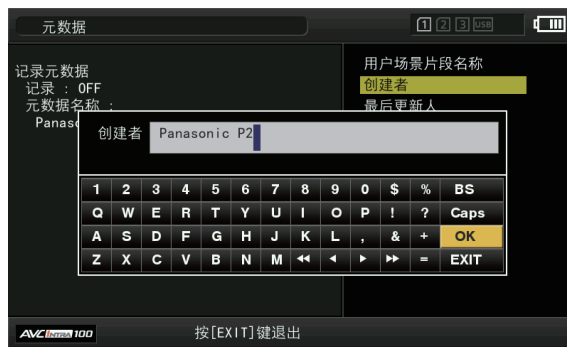 元数据
1 2 3 USB
记录元数据
记录 : OFF
元数据名称 :
Panaso
用户场景片段名称
创建者
最后更新人
创建者 Panasonic P2
1 2 3 4 5 6 7 8 9 0 $ % BS
Q W E R T Y U I O P ! ? Caps
A S D F G H J K L , & + OK
Z X C V B N M ◀◀ ◀ ▶ ▶▶ = EXIT
AVC INTRA 100
按[EXIT]键退出